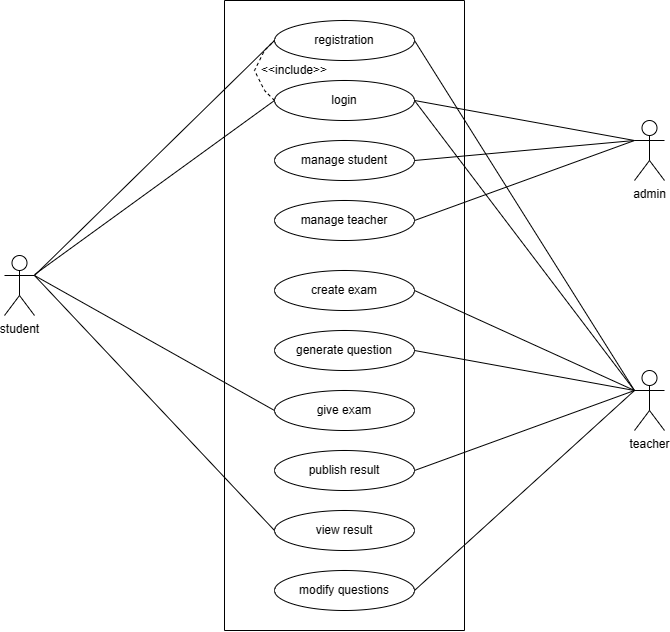 registration
<<include>>
login
manage student
admin
manage teacher
create exam
student
generate question
give exam
teacher
publish result
view result
modify questions